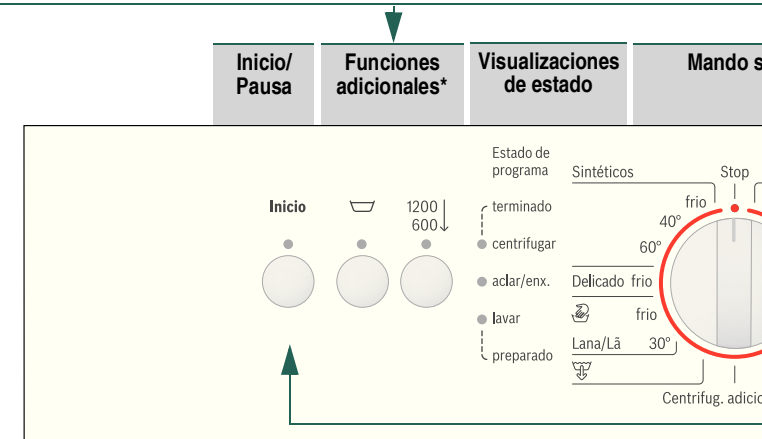 Inicio/
Pausa
Funciones
adicionales*
Visualizaciones
de estado
Mando s
Estado de
programa
Sintéticos
Stop
Inicio
1200
600
terminado
centrifugar
aclar/enx.
lavar
preparado
frio
40°
60°
Delicado frio
frio
Lana/Lã 30°
Centrifug. adicio